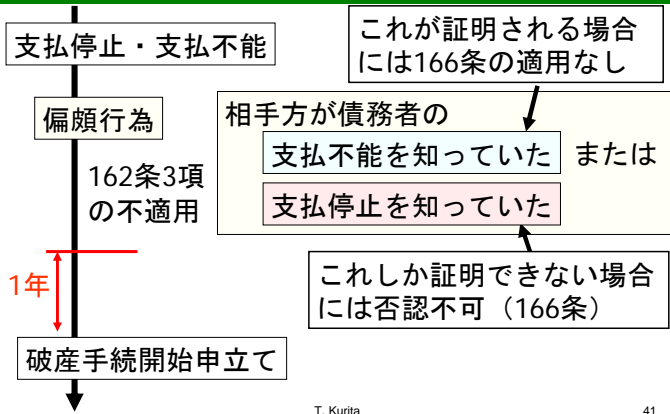 支払停止・支払不能
これが証明される場合
には166条の適用なし
偏頗行為
相手方が債務者の
支払不能を知っていた または
162条3項
の不適用
支払停止を知っていた
1年
これしか証明できない場合
には否認不可（166条）
破産手続開始申立て
T. Kurita
41